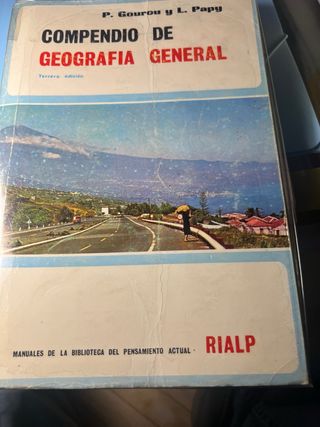 P. Gourou y L. Papy
COMPENDIO DE
GEOGRAFIA GENERAL
Tercera edición
MANUALES DE LA BIBLIOTECA DEL PENSAMIENTO ACTUAL · RIALP